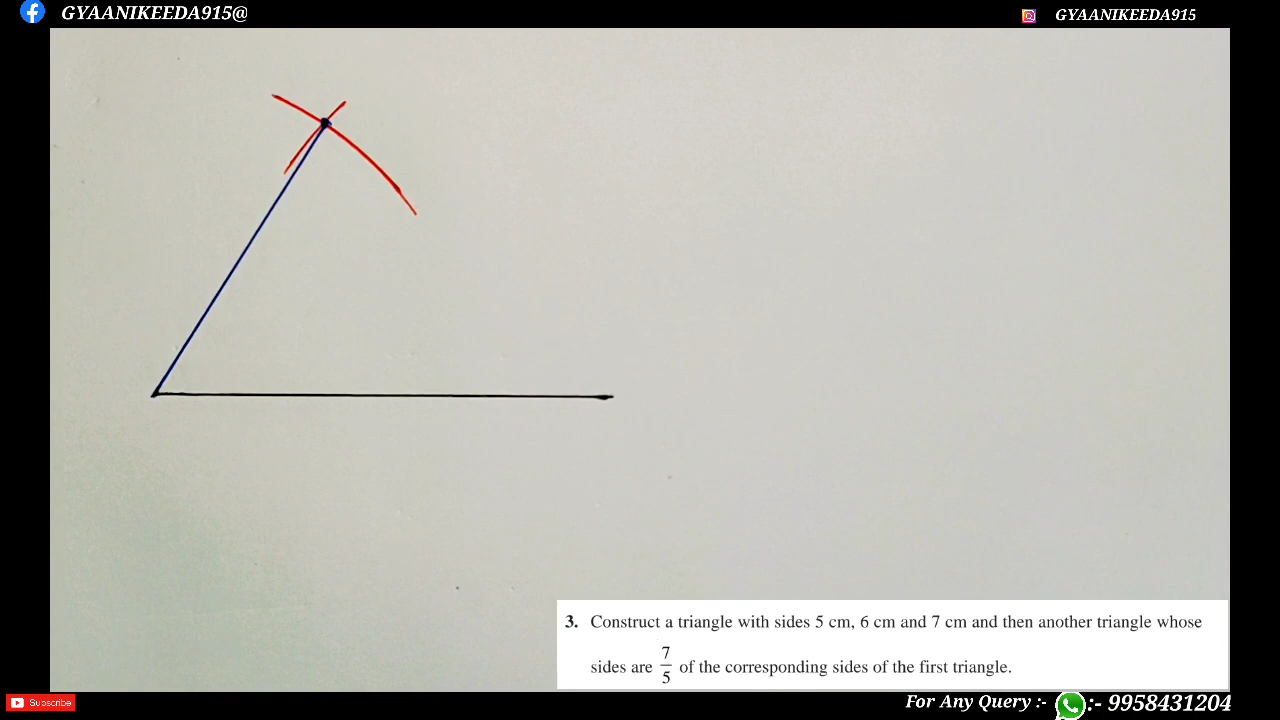 GYAANIKEEDA915@
GYAANIKEEDA915
3. Construct a triangle with sides 5 cm, 6 cm and 7 cm and then another triangle whose
sides are 7/5 of the corresponding sides of the first triangle.
Subscribe
For Any Query :- :- 9958431204